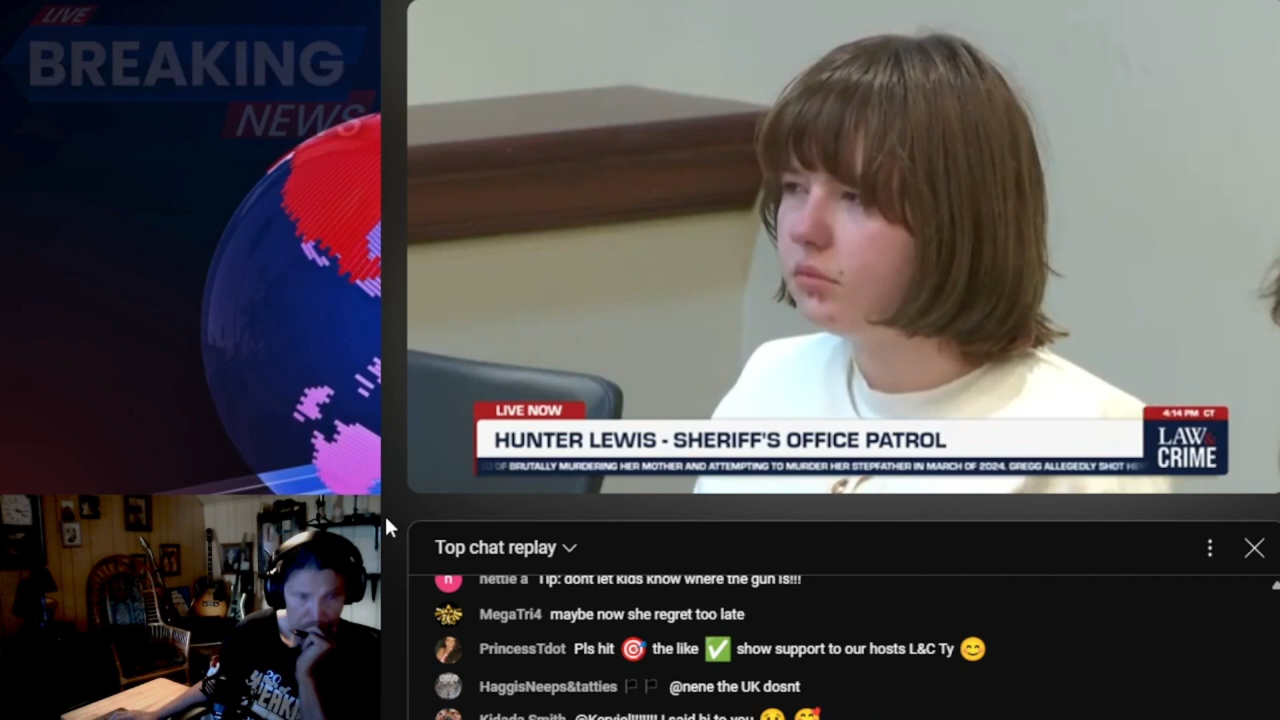 LIVE
BREAKING
NEWS
LIVE NOW
4:14 PM CT
HUNTER LEWIS - SHERIFF'S OFFICE PATROL
LAW&
CRIME
OF BRUTALLY MURDERING HER MOTHER AND ATTEMPTING TO MURDER HER STEPFATHER IN MARCH OF 2024. GREGG ALLEGEDLY SHOT
Top chat replay
n nettie a Tip: dont let kids know where the gun is!!!
MegaTri4 maybe now she regret too late
PrincessTdot Pls hit 🎯 the like ✅ show support to our hosts L&C Ty 😊
HaggisNeeps&tatties 🏴 🏴 @nene the UK dosnt
20